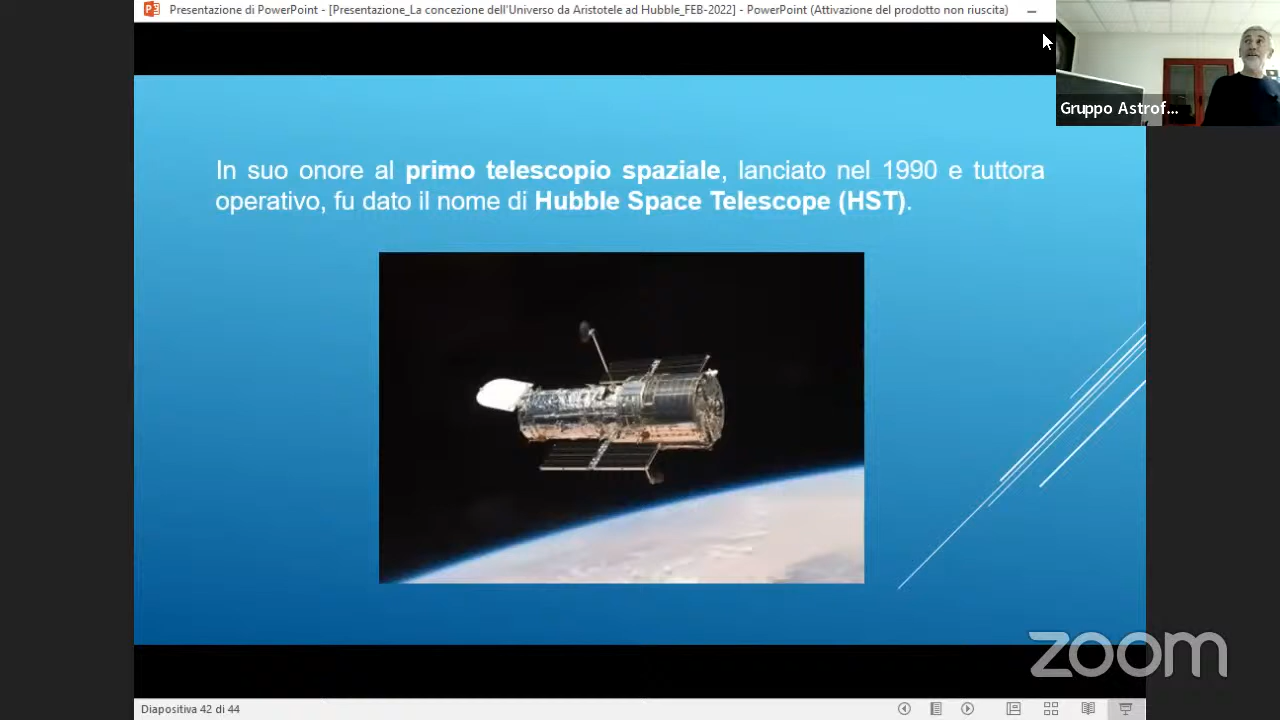 Presentazione di PowerPoint - [Presentazione_La concezione dell'Universo da Aristotele ad Hubble_FEB-2022] - PowerPoint (Attivazione del prodotto non riuscita)
Gruppo Astrof...
In suo onore al primo telescopio spaziale, lanciato nel 1990 e tuttora
operativo, fu dato il nome di Hubble Space Telescope (HST).
zoom
Diapositiva 42 di 44